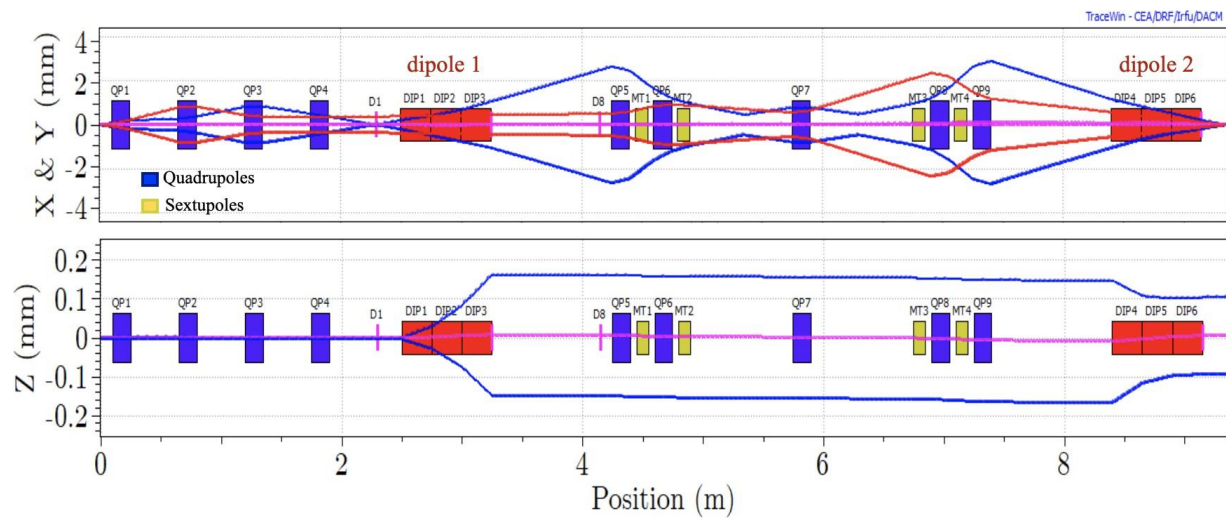 TraceWin - CEA/DRF/Irfu/DACM
X & Y (mm)
4
2
0
-2
-4
dipole 1
dipole 2
QP1 QP2 QP3 QP4 D1 DIP1 DIP2 DIP3 D8 QP5 MT1 QP6 MT2 QP7 MT3 QP8 MT4 QP9 DIP4 DIP5 DIP6
Quadrupoles
Sextupoles
Z (mm)
0.2
0.1
0
-0.1
-0.2
QP1 QP2 QP3 QP4 D1 DIP1 DIP2 DIP3 D8 QP5 MT1 QP6 MT2 QP7 MT3 QP8 MT4 QP9 DIP4 DIP5 DIP6
0 2 4 6 8
Position (m)